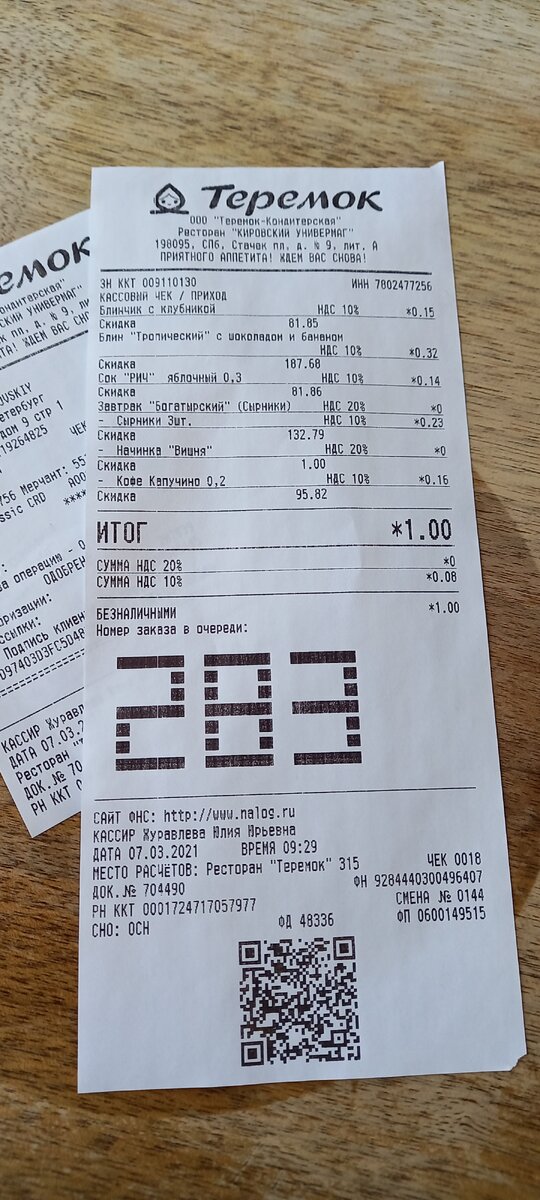 Теремок
ООО "Теремок-Кондитерская"
Ресторан "КИРОВСКИЙ УНИВЕРМАГ"
198095, СПб, Стачек пл, д. № 9, лит. А
ПРИЯТНОГО АППЕТИТА! ЖДЕМ ВАС СНОВА!
ЗН ККТ 009110130 ИНН 7802477256
КАССОВЫЙ ЧЕК / ПРИХОД
Блинчик с клубникой НДС 10% *0.15
Скидка 81.85
Блин "Тропический" с шоколадом и бананом
НДС 10% *0.32
Скидка 187.68
Сок "РИЧ" яблочный 0,3 НДС 10% *0.14
Скидка 81.86
Завтрак "Богатырский" (Сырники) НДС 20% *0
- Сырники 3шт. НДС 10% *0.23
Скидка 132.79
- Начинка "Вишня" НДС 20% *0
Скидка 1.00
- Кофе Капучино 0,2 НДС 10% *0.16
Скидка 95.82
ИТОГ *1.00
СУММА НДС 20% *0
СУММА НДС 10% *0.08
БЕЗНАЛИЧНЫМИ *1.00
Номер заказа в очереди:
283
САЙТ ФНС: http://www.nalog.ru
КАССИР Журавлева Юлия Юрьевна
ДАТА 07.03.2021 ВРЕМЯ 09:29
МЕСТО РАСЧЁТОВ: Ресторан "Теремок" 315 ЧЕК 0018
ДОК.№ 704490 ФН 9284440300496407
РН ККТ 0001724717057977 СМЕНА № 0144
СНО: ОСН ФД 48336 ФП 0600149515